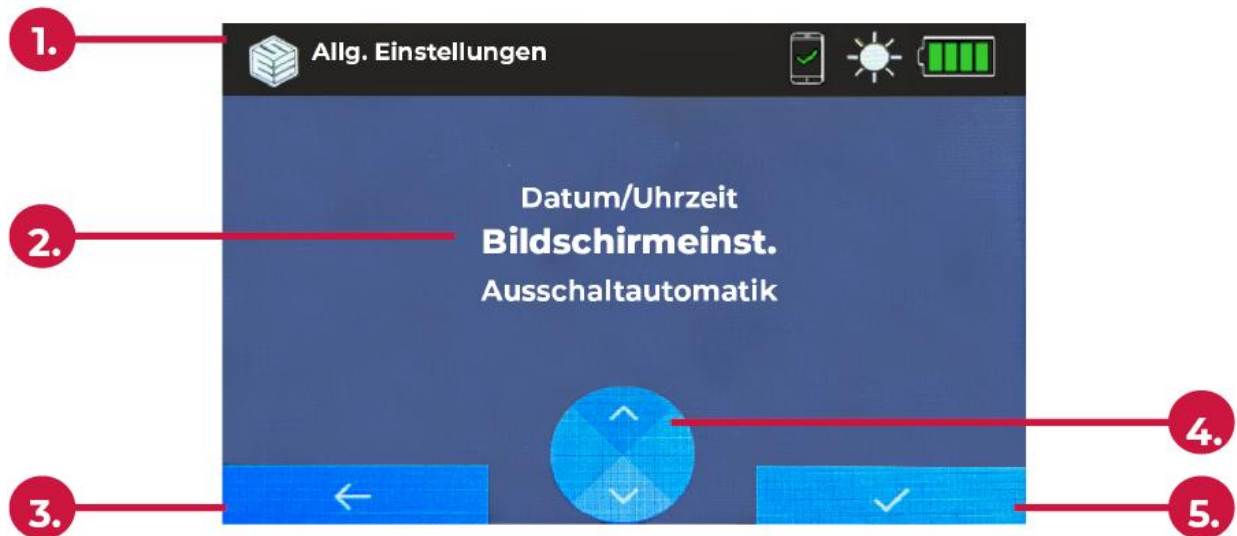 1.
Allg. Einstellungen
Datum/Uhrzeit
2.
Bildschirmeinst.
Ausschaltautomatik
4.
3.
5.